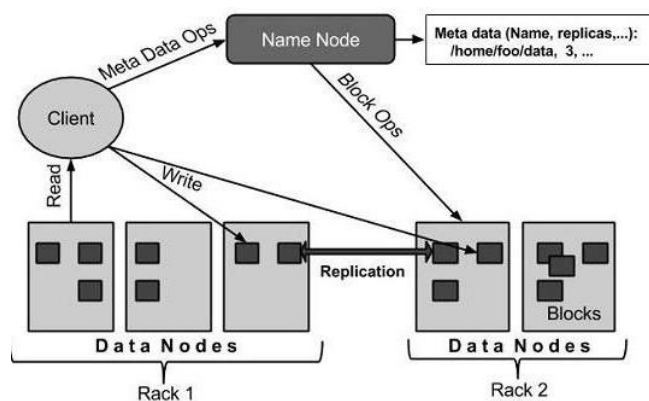 Name Node
Meta data (Name, replicas,...):
/home/foo/data, 3, ...
Meta Data Ops
Block Ops
Client
Read
Write
Replication
Blocks
Data Nodes
Data Nodes
Rack 1
Rack 2